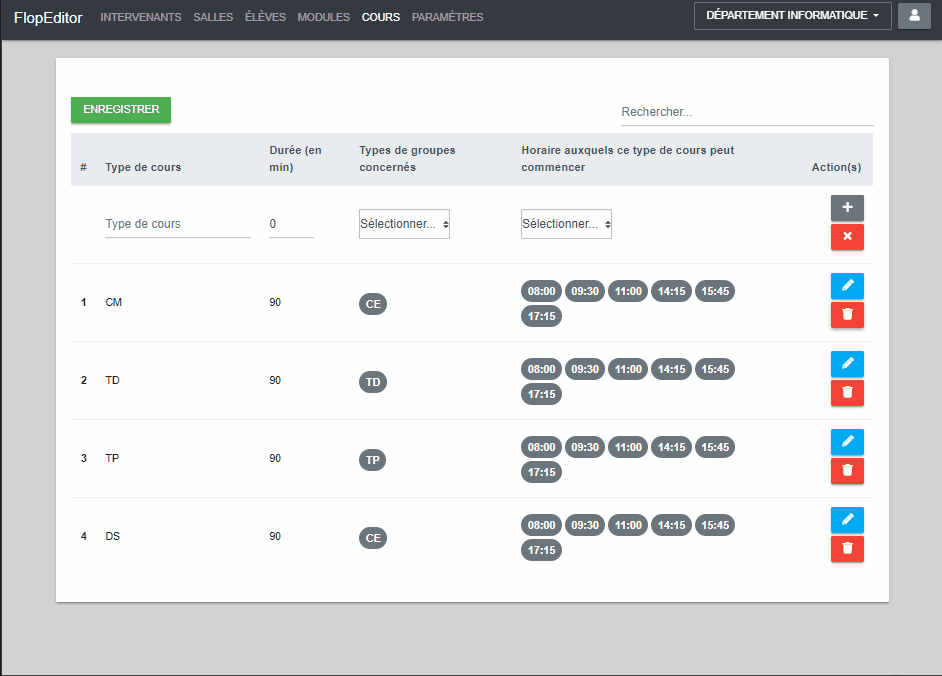 FlopEditor INTERVENANTS SALLES ÉLÈVES MODULES COURS PARAMÈTRES DÉPARTEMENT INFORMATIQUE
ENREGISTRER
Rechercher...
# Type de cours Durée (en min) Types de groupes concernés Horaire auxquels ce type de cours peut commencer Action(s)
Type de cours 0 Sélectionner... Sélectionner...
1 CM 90 CE 08:00 09:30 11:00 14:15 15:45
17:15
2 TD 90 TD 08:00 09:30 11:00 14:15 15:45
17:15
3 TP 90 TP 08:00 09:30 11:00 14:15 15:45
17:15
4 DS 90 CE 08:00 09:30 11:00 14:15 15:45
17:15